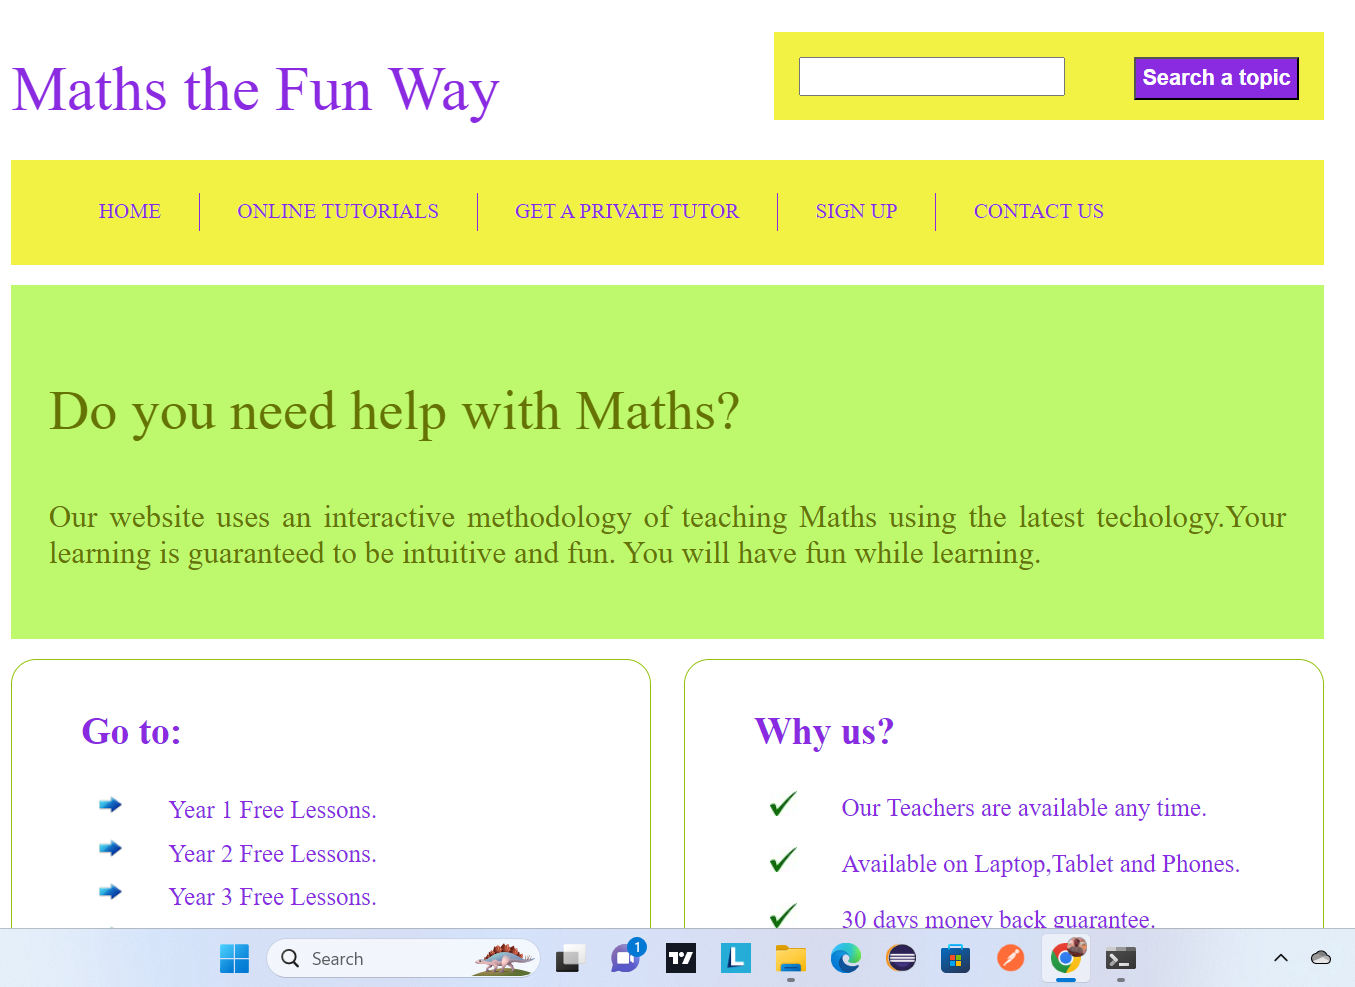 Maths the Fun Way
Search a topic
HOME
ONLINE TUTORIALS
GET A PRIVATE TUTOR
SIGN UP
CONTACT US
Do you need help with Maths?
Our website uses an interactive methodology of teaching Maths using the latest techology.Your
learning is guaranteed to be intuitive and fun. You will have fun while learning.
Go to:
Year 1 Free Lessons.
Year 2 Free Lessons.
Year 3 Free Lessons.
Why us?
Our Teachers are available any time.
Available on Laptop,Tablet and Phones.
30 days money back guarantee.
Search
1
L